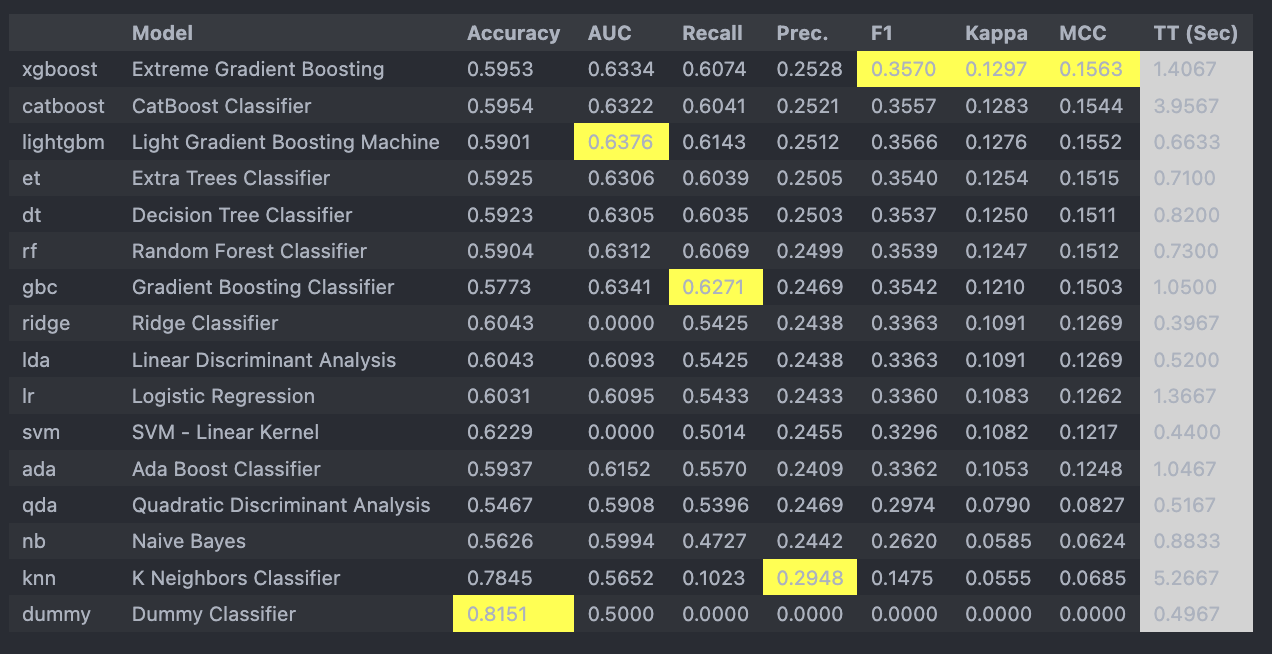 Model Accuracy AUC Recall Prec. F1 Kappa MCC TT (Sec)
xgboost Extreme Gradient Boosting 0.5953 0.6334 0.6074 0.2528 0.3570 0.1297 0.1563 1.4067
catboost CatBoost Classifier 0.5954 0.6322 0.6041 0.2521 0.3557 0.1283 0.1544 3.9567
lightgbm Light Gradient Boosting Machine 0.5901 0.6376 0.6143 0.2512 0.3566 0.1276 0.1552 0.6633
et Extra Trees Classifier 0.5925 0.6306 0.6039 0.2505 0.3540 0.1254 0.1515 0.7100
dt Decision Tree Classifier 0.5923 0.6305 0.6035 0.2503 0.3537 0.1250 0.1511 0.8200
rf Random Forest Classifier 0.5904 0.6312 0.6069 0.2499 0.3539 0.1247 0.1512 0.7300
gbc Gradient Boosting Classifier 0.5773 0.6341 0.6271 0.2469 0.3542 0.1210 0.1503 1.0500
ridge Ridge Classifier 0.6043 0.0000 0.5425 0.2438 0.3363 0.1091 0.1269 0.3967
lda Linear Discriminant Analysis 0.6043 0.6093 0.5425 0.2438 0.3363 0.1091 0.1269 0.5200
lr Logistic Regression 0.6031 0.6095 0.5433 0.2433 0.3360 0.1083 0.1262 1.3667
svm SVM - Linear Kernel 0.6229 0.0000 0.5014 0.2455 0.3296 0.1082 0.1217 0.4400
ada Ada Boost Classifier 0.5937 0.6152 0.5570 0.2409 0.3362 0.1053 0.1248 1.0467
qda Quadratic Discriminant Analysis 0.5467 0.5908 0.5396 0.2469 0.2974 0.0790 0.0827 0.5167
nb Naive Bayes 0.5626 0.5994 0.4727 0.2442 0.2620 0.0585 0.0624 0.8833
knn K Neighbors Classifier 0.7845 0.5652 0.1023 0.2948 0.1475 0.0555 0.0685 5.2667
dummy Dummy Classifier 0.8151 0.5000 0.0000 0.0000 0.0000 0.0000 0.0000 0.4967